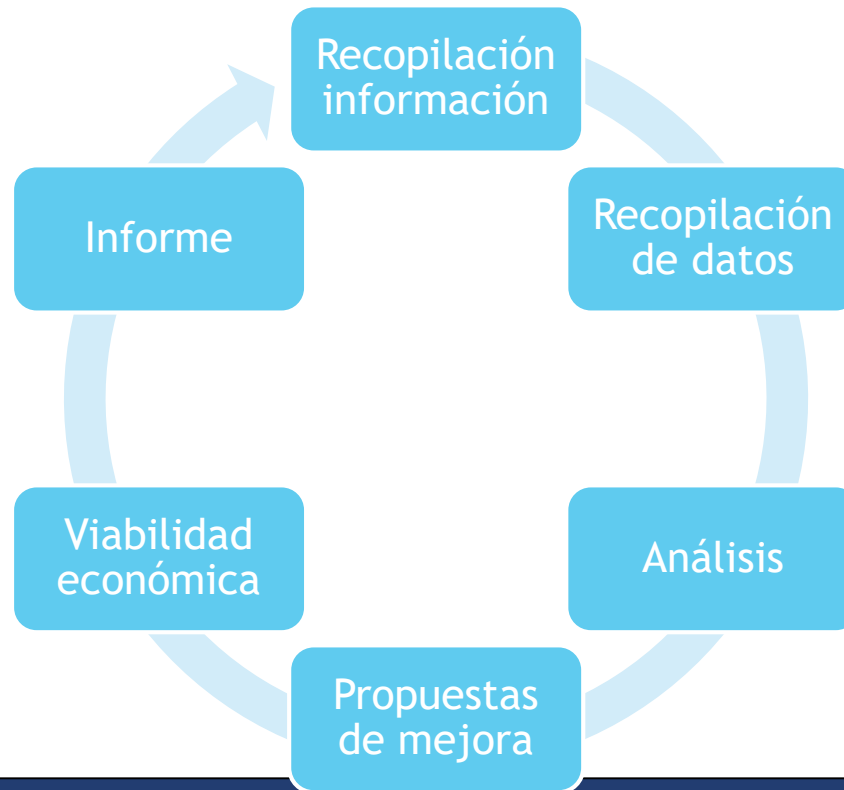 Recopilación
información
Recopilación
de datos
Análisis
Propuestas
de mejora
Viabilidad
económica
Informe